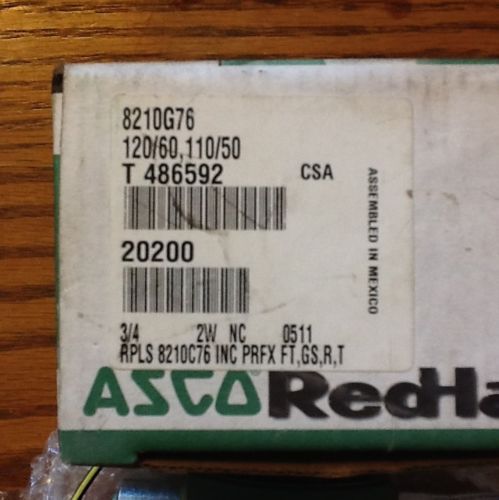 8210G76
120/60,110/50
T 486592 CSA
20200
ASSEMBLED IN MEXICO
3/4 2W NC 0511
RPLS 8210C76 INC PRFX FT,GS,R,T
ASCO RedHa